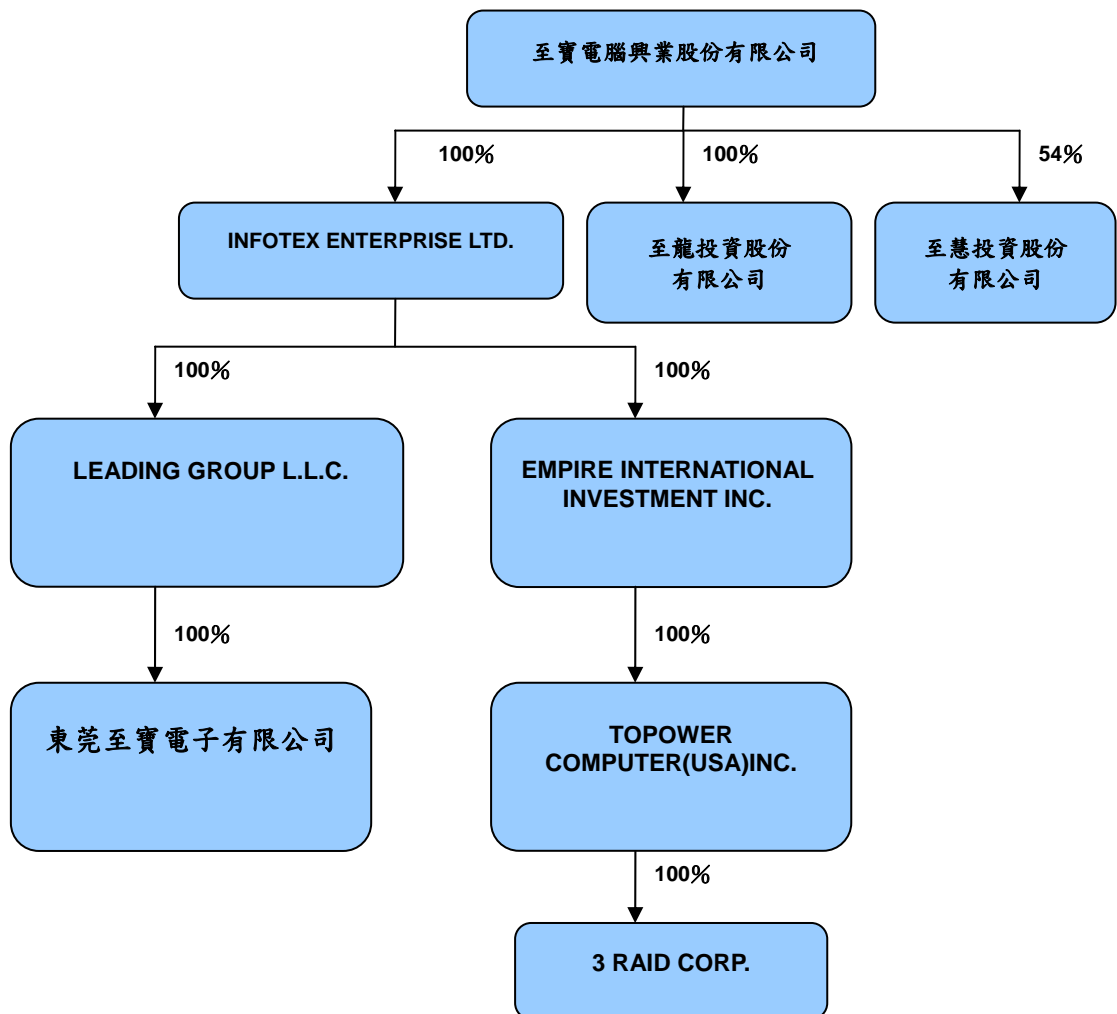 至寶電腦興業股份有限公司
100%
100%
54%
INFOTEX ENTERPRISE LTD.
至龍投資股份
有限公司
至慧投資股份
有限公司
100%
100%
LEADING GROUP L.L.C.
EMPIRE INTERNATIONAL
INVESTMENT INC.
100%
100%
東莞至寶電子有限公司
TOPOWER
COMPUTER(USA)INC.
100%
3 RAID CORP.